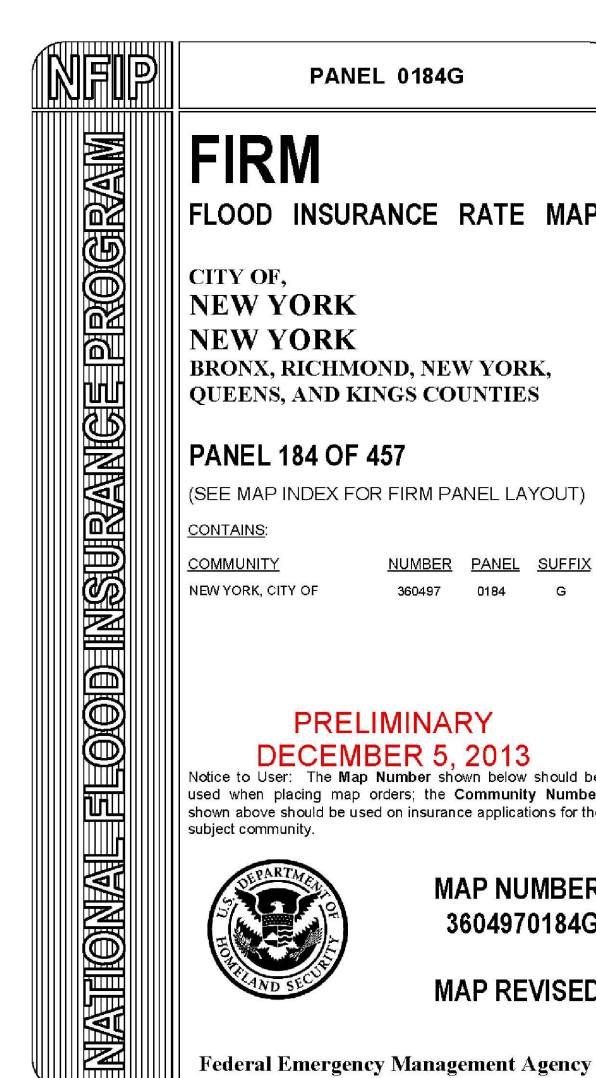 NFIP
PANEL 0184G
NATIONAL FLOOD INSURANCE PROGRAM
FIRM
FLOOD INSURANCE RATE MAP
CITY OF,
NEW YORK
NEW YORK
BRONX, RICHMOND, NEW YORK,
QUEENS, AND KINGS COUNTIES
PANEL 184 OF 457
(SEE MAP INDEX FOR FIRM PANEL LAYOUT)
CONTAINS:
COMMUNITY NUMBER PANEL SUFFIX
NEW YORK, CITY OF 360497 0184 G
PRELIMINARY
DECEMBER 5, 2013
Notice to User: The Map Number shown below should be
used when placing map orders; the Community Number
shown above should be used on insurance applications for the
subject community.
U.S. DEPARTMENT OF HOMELAND SECURITY
MAP NUMBER
3604970184G
MAP REVISED
Federal Emergency Management Agency